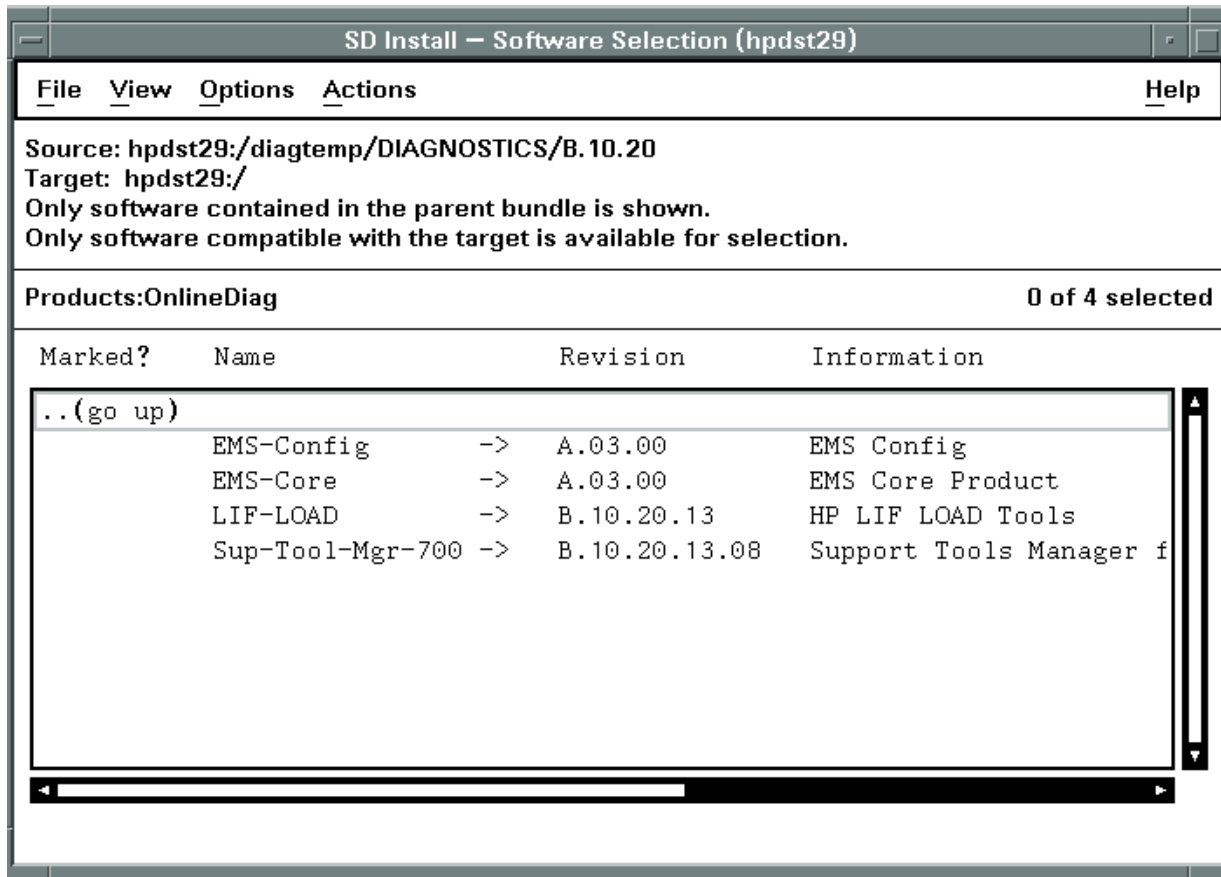 SD Install — Software Selection (hpdst29)
File View Options Actions Help
Source: hpdst29:/diagtemp/DIAGNOSTICS/B.10.20
Target: hpdst29:/
Only software contained in the parent bundle is shown.
Only software compatible with the target is available for selection.
Products:OnlineDiag 0 of 4 selected
Marked? Name Revision Information
..(go up)
EMS-Config -> A.03.00 EMS Config
EMS-Core -> A.03.00 EMS Core Product
LIF-LOAD -> B.10.20.13 HP LIF LOAD Tools
Sup-Tool-Mgr-700 -> B.10.20.13.08 Support Tools Manager f